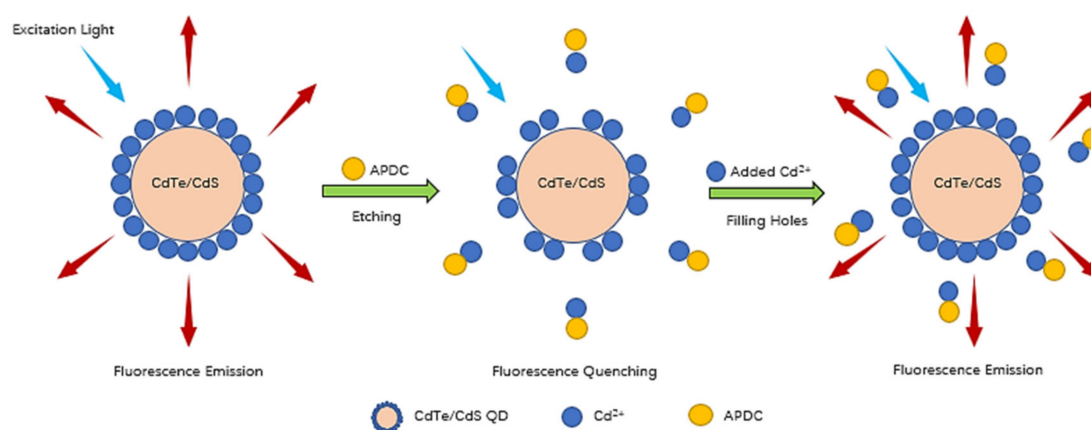 Excitation Light
CdTe/CdS
APDC
Etching
CdTe/CdS
Added Cd²⁺
Filling Holes
CdTe/CdS
Fluorescence Emission
Fluorescence Quenching
Fluorescence Emission
CdTe/CdS QD
Cd²⁺
APDC